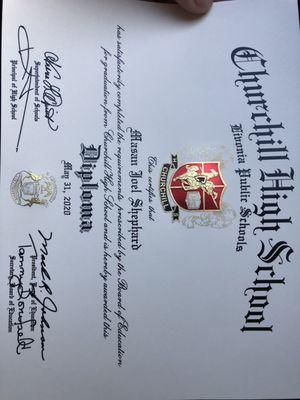 Churchill High School
Livonia Public Schools
CHURCHILL
This certifies that
Mason Joel Shephard
has satisfactorily completed the requirements prescribed by the Board of Education
for graduation from Churchill High School and is hereby awarded this
Diploma
May 31, 2020
Superintendent of Schools
Principal of High School
President, Board of Education
Secretary, Board of Education